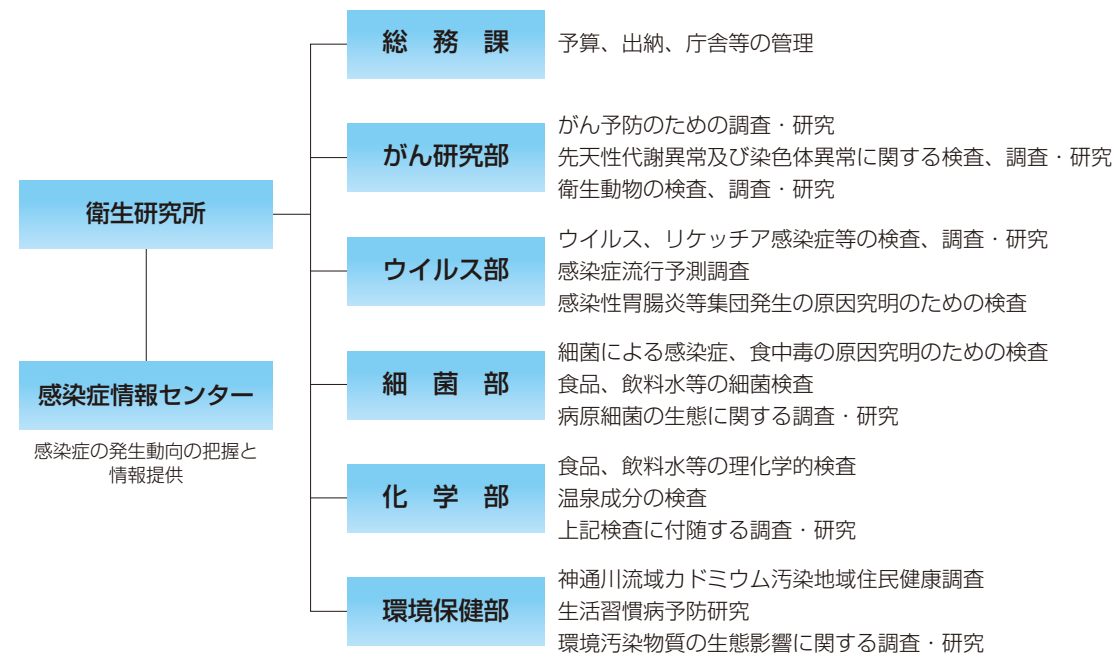 総務課
予算、出納、庁舎等の管理
がん研究部
がん予防のための調査・研究
先天性代謝異常及び染色体異常に関する検査、調査・研究
衛生動物の検査、調査・研究
衛生研究所
ウイルス部
ウイルス、リケッチア感染症等の検査、調査・研究
感染症流行予測調査
感染性胃腸炎等集団発生の原因究明のための検査
感染症情報センター
感染症の発生動向の把握と
情報提供
細菌部
細菌による感染症、食中毒の原因究明のための検査
食品、飲料水等の細菌検査
病原細菌の生態に関する調査・研究
化学部
食品、飲料水等の理化学的検査
温泉成分の検査
上記検査に付随する調査・研究
環境保健部
神通川流域カドミウム汚染地域住民健康調査
生活習慣病予防研究
環境汚染物質の生態影響に関する調査・研究